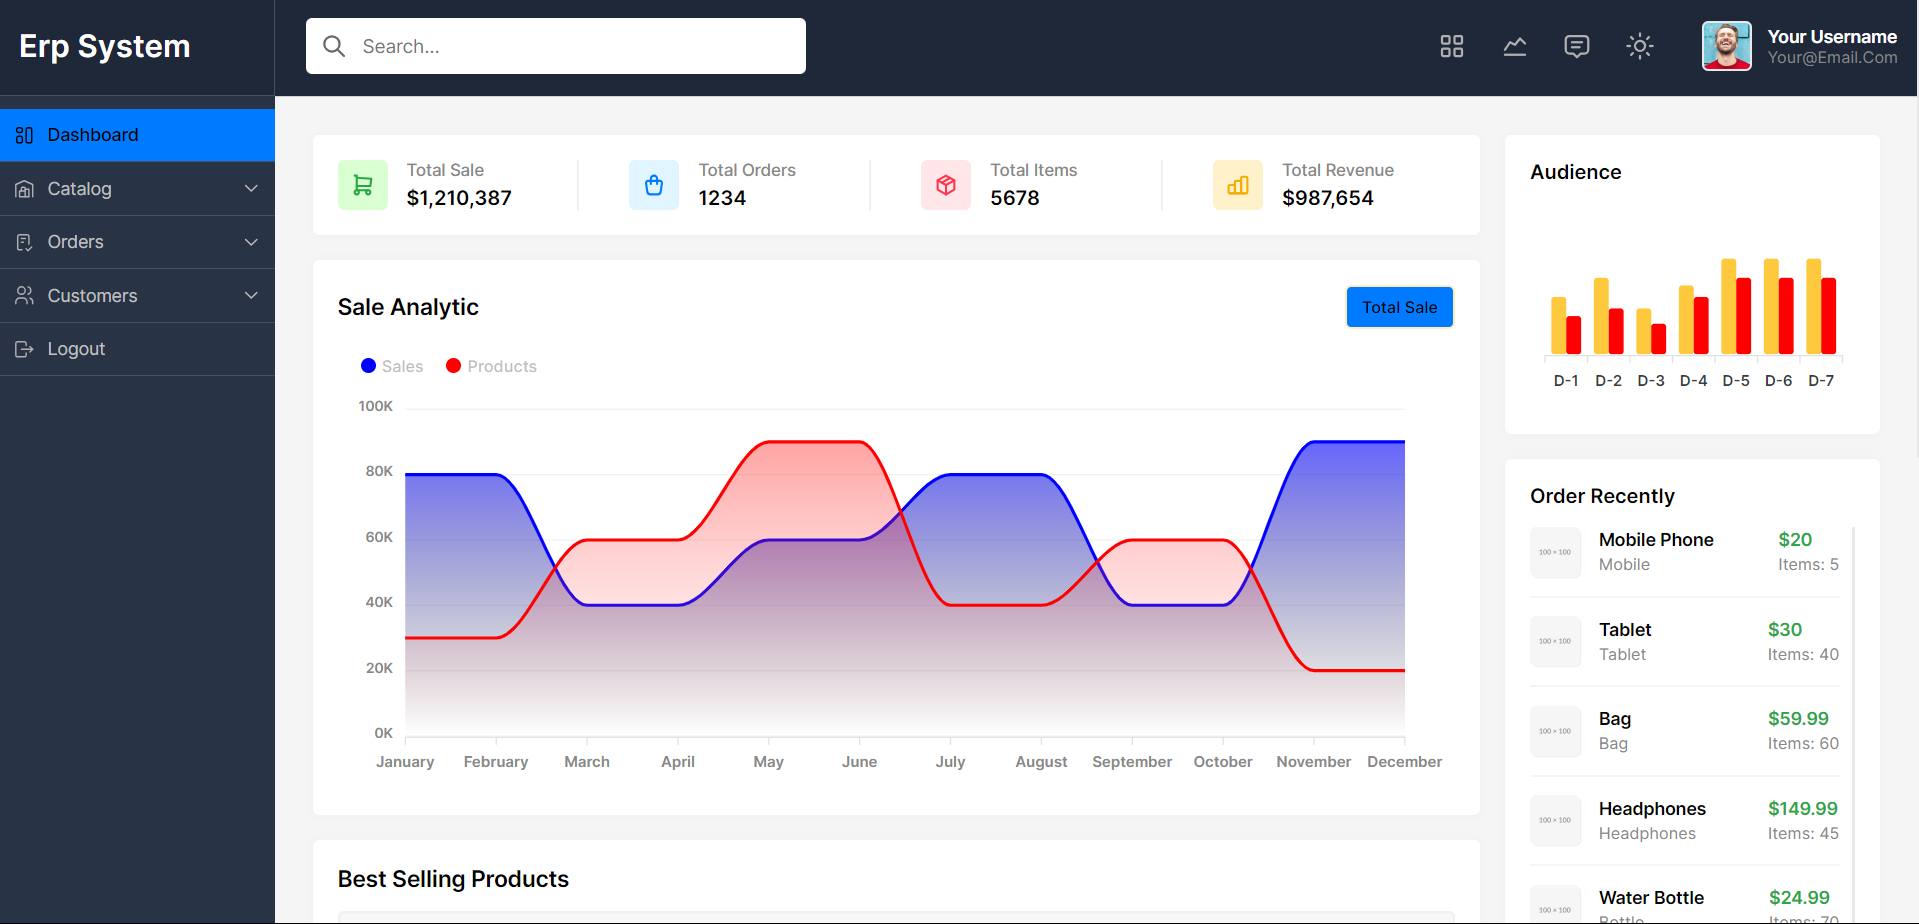 Erp System
Search...
Your Username
Your@Email.Com
Dashboard
Catalog
Orders
Customers
Logout
Total Sale
$1,210,387
Total Orders
1234
Total Items
5678
Total Revenue
$987,654
Sale Analytic
Total Sale
Sales
Products
100K
80K
60K
40K
20K
0K
January February March April May June July August September October November December
Best Selling Products
Audience
D-1 D-2 D-3 D-4 D-5 D-6 D-7
Order Recently
100 × 100
Mobile Phone
$20
Mobile
Items: 5
100 × 100
Tablet
$30
Tablet
Items: 40
100 × 100
Bag
$59.99
Bag
Items: 60
100 × 100
Headphones
$149.99
Headphones
Items: 45
100 × 100
Water Bottle
$24.99
Bottle
Items: 70